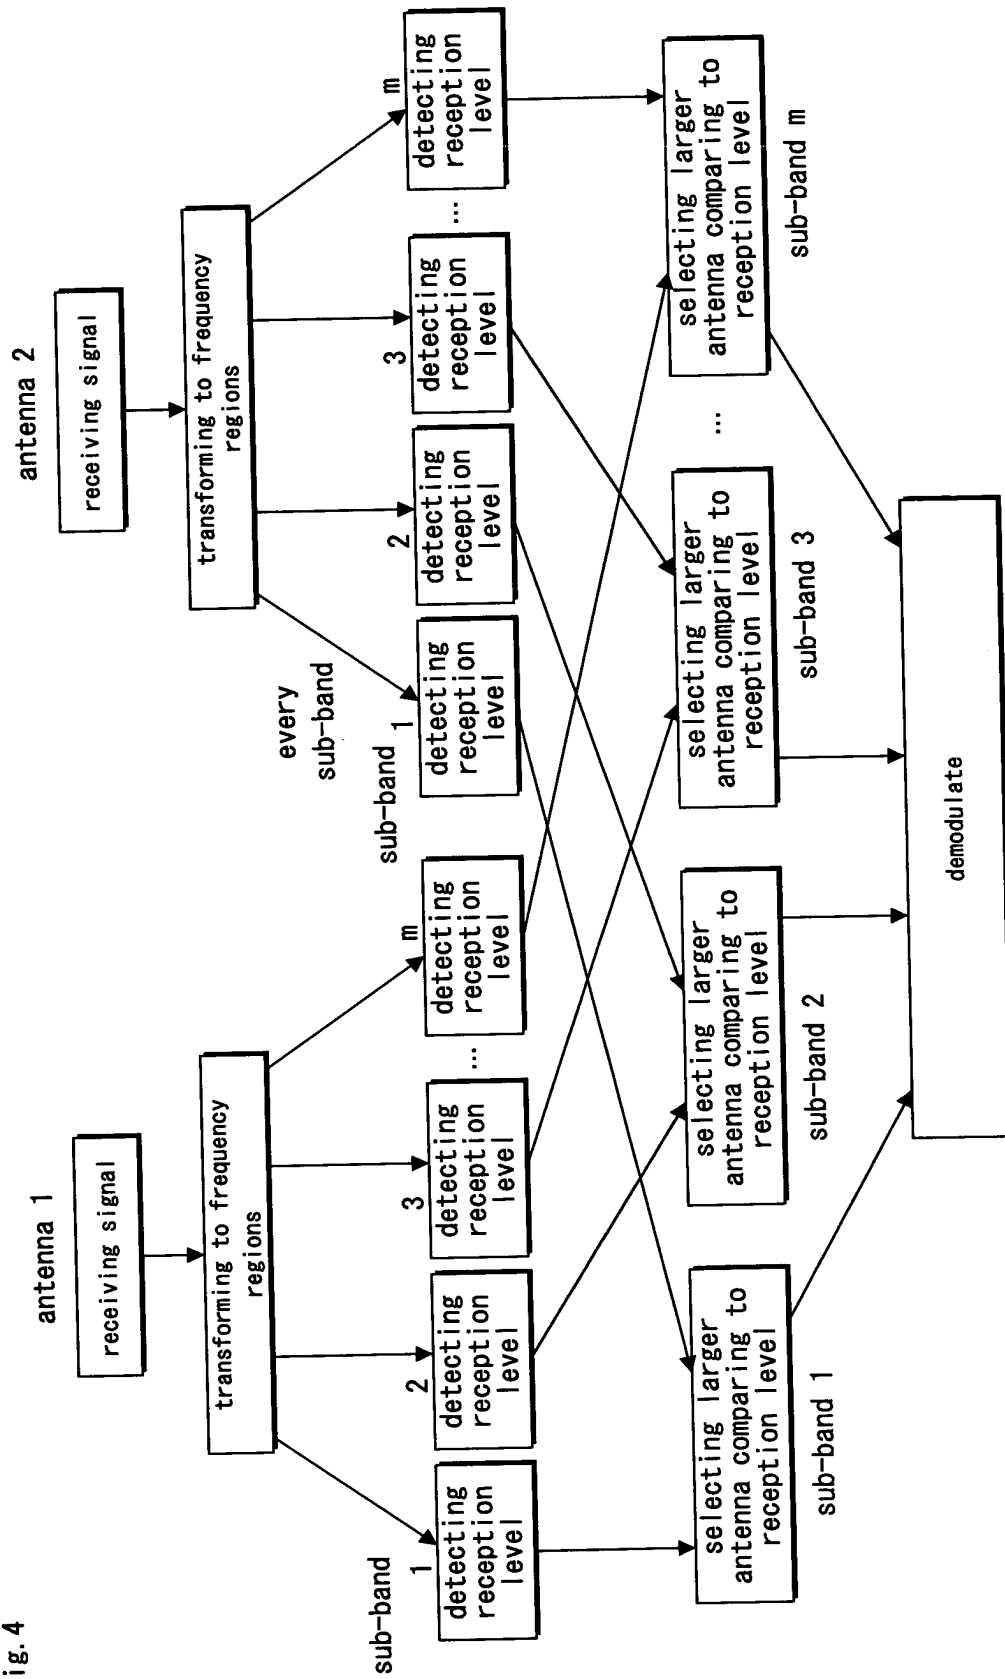 ig.4
antenna 1
antenna 2
receiving signal
receiving signal
transforming to frequency
regions
transforming to frequency
regions
every
sub-band
sub-band
1
2
3
m
sub-band
1
2
3
m
detecting
reception
level
detecting
reception
level
detecting
reception
level
...
detecting
reception
level
detecting
reception
level
detecting
reception
level
detecting
reception
level
...
detecting
reception
level
selecting larger
antenna comparing to
reception level
selecting larger
antenna comparing to
reception level
selecting larger
antenna comparing to
reception level
...
selecting larger
antenna comparing to
reception level
sub-band 1
sub-band 2
sub-band 3
sub-band m
demodulate